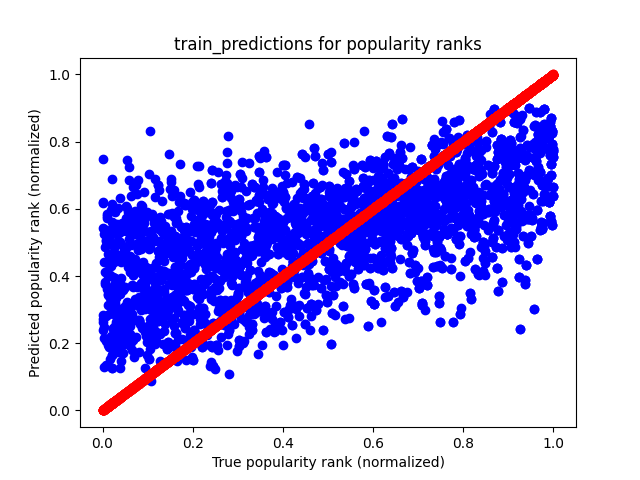 train_predictions for popularity ranks
Predicted popularity rank (normalized)
1.0
0.8
0.6
0.4
0.2
0.0
0.0 0.2 0.4 0.6 0.8 1.0
True popularity rank (normalized)